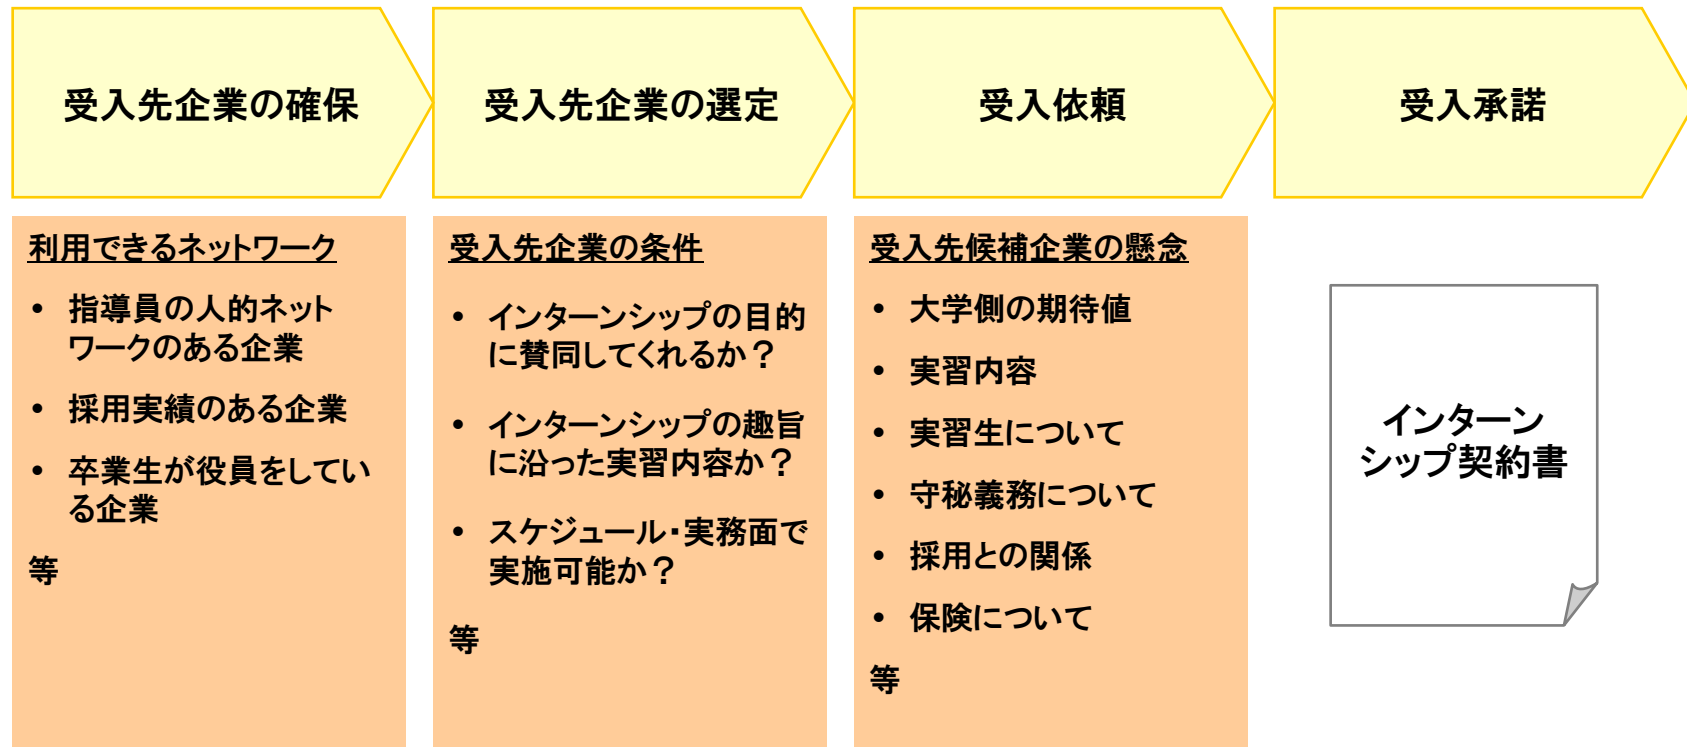 受入先企業の確保
受入先企業の選定
受入依頼
受入承諾
利用できるネットワーク
• 指導員の人的ネット
ワークのある企業
• 採用実績のある企業
• 卒業生が役員をしてい
る企業
等
受入先企業の条件
• インターンシップの目的
に賛同してくれるか？
• インターンシップの趣旨
に沿った実習内容か？
• スケジュール・実務面で
実施可能か？
等
受入先候補企業の懸念
• 大学側の期待値
• 実習内容
• 実習生について
• 守秘義務について
• 採用との関係
• 保険について
等
インターン
シップ契約書